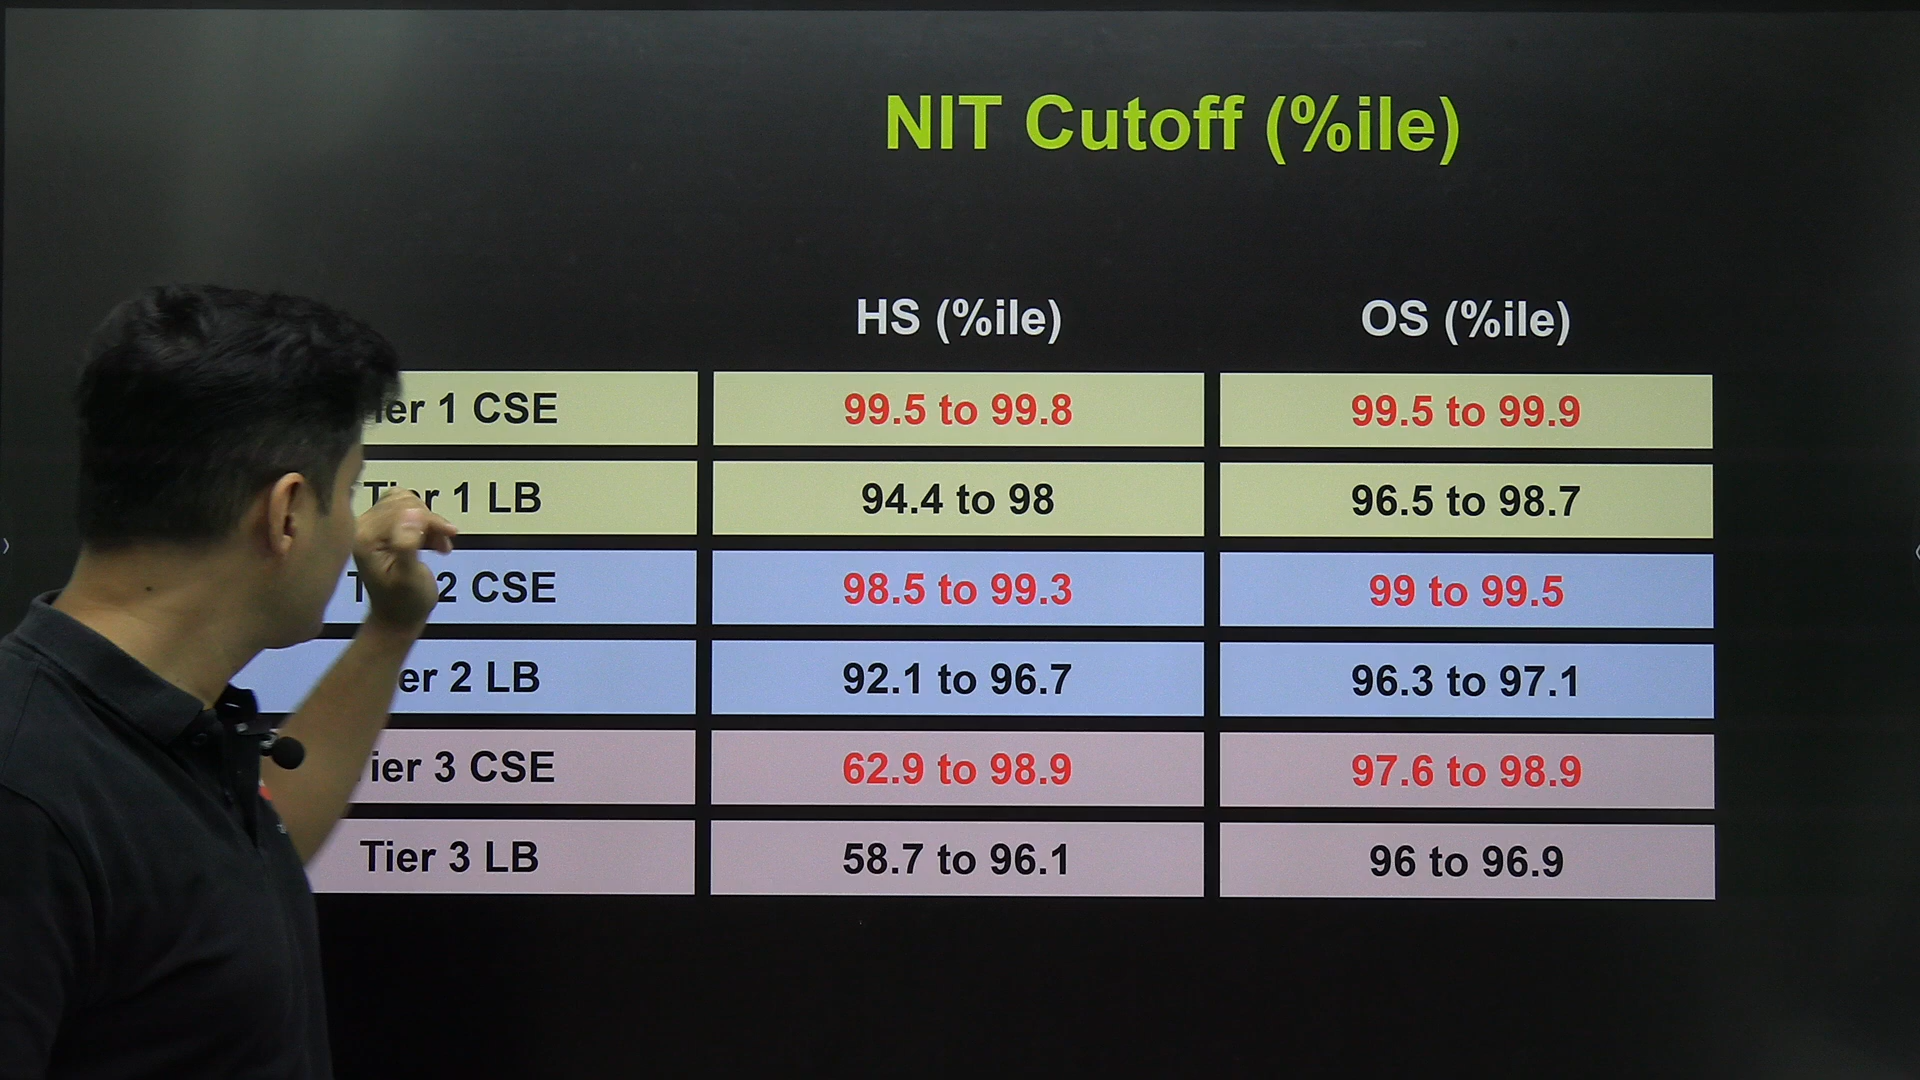 NIT Cutoff (%ile)
HS (%ile) OS (%ile)
1 CSE 99.5 to 99.8 99.5 to 99.9
Tier 1 LB 94.4 to 98 96.5 to 98.7
2 CSE 98.5 to 99.3 99 to 99.5
2 LB 92.1 to 96.7 96.3 to 97.1
Tier 3 CSE 62.9 to 98.9 97.6 to 98.9
Tier 3 LB 58.7 to 96.1 96 to 96.9